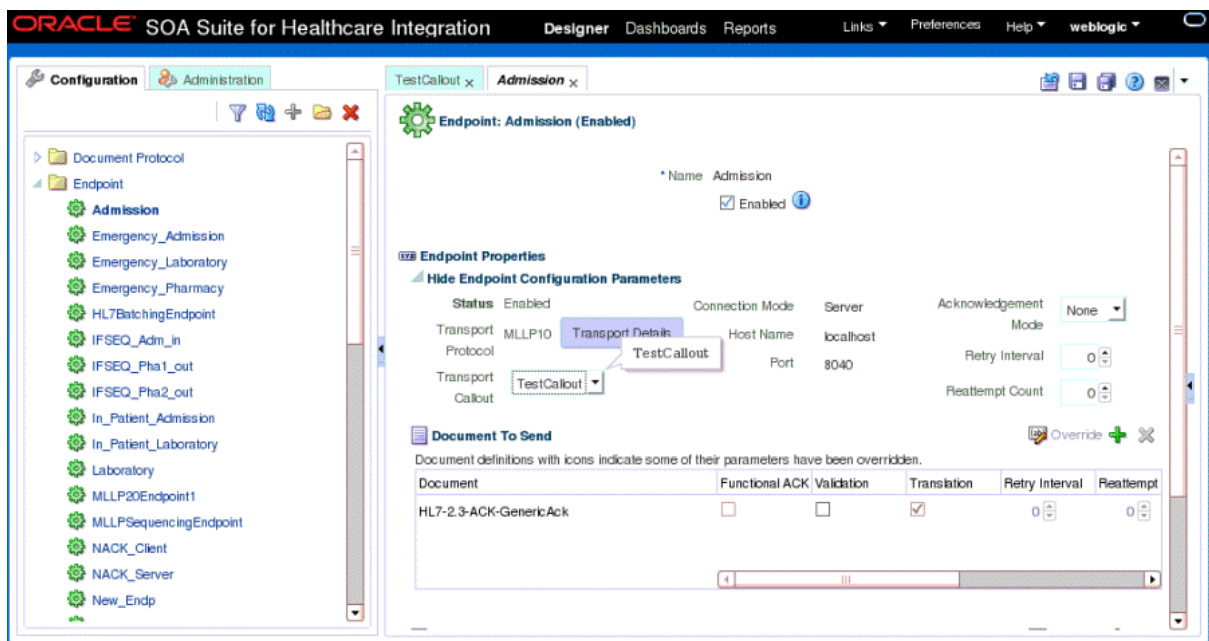 ORACLE SOA Suite for Healthcare Integration Designer Dashboards Reports Links Preferences Help weblogic
Configuration Administration
TestCallout Admission
Endpoint: Admission (Enabled)
Document Protocol
Endpoint
Admission
Emergency_Admission
Emergency_Laboratory
Emergency_Pharmacy
HL7BatchingEndpoint
IFSEQ_Adm_in
IFSEQ_Pha1_out
IFSEQ_Pha2_out
In_Patient_Admission
In_Patient_Laboratory
Laboratory
MLLP20Endpoint1
MLLPSequencingEndpoint
NACK_Client
NACK_Server
New_Endp
* Name Admission
Enabled
Endpoint Properties
Hide Endpoint Configuration Parameters
Status Enabled
Transport Protocol MLLP10 Transport Details
TestCallout
Transport Callout TestCallout
Connection Mode Server
Host Name localhost
Port 8040
Acknowledgement Mode None
Retry Interval 0
Reattempt Count 0
Document To Send Override
Document definitions with icons indicate some of their parameters have been overridden.
Document Functional ACK Validation Translation Retry Interval Reattempt
HL7-2.3-ACK-GenericAck 0 0